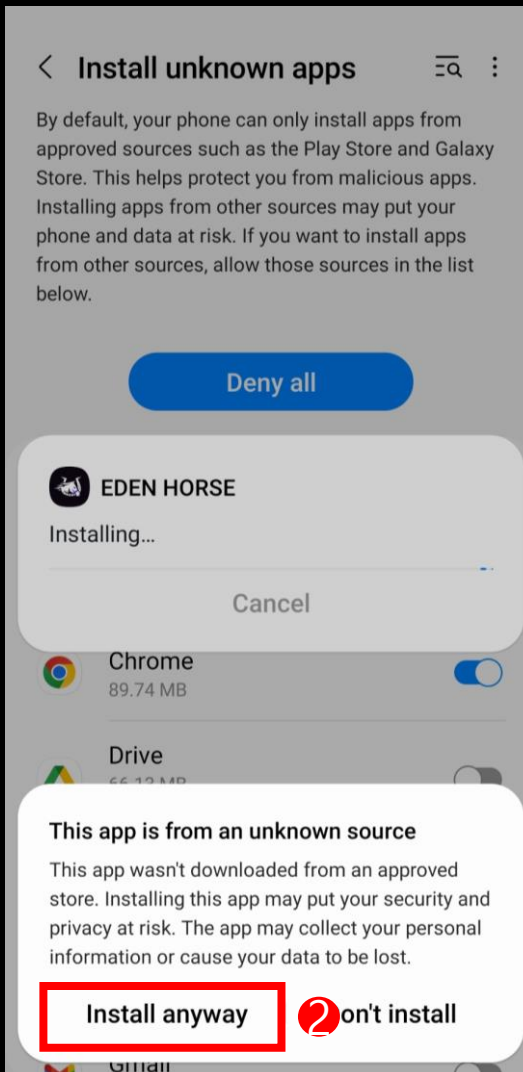 Install unknown apps
By default, your phone can only install apps from
approved sources such as the Play Store and Galaxy
Store. This helps protect you from malicious apps.
Installing apps from other sources may put your
phone and data at risk. If you want to install apps
from other sources, allow those sources in the list
below.
Deny all
EDEN HORSE
Installing...
Cancel
Chrome
89.74 MB
Drive
66.13 MB
This app is from an unknown source
This app wasn't downloaded from an approved
store. Installing this app may put your security and
privacy at risk. The app may collect your personal
information or cause your data to be lost.
Install anyway 2 on't install
Gmail